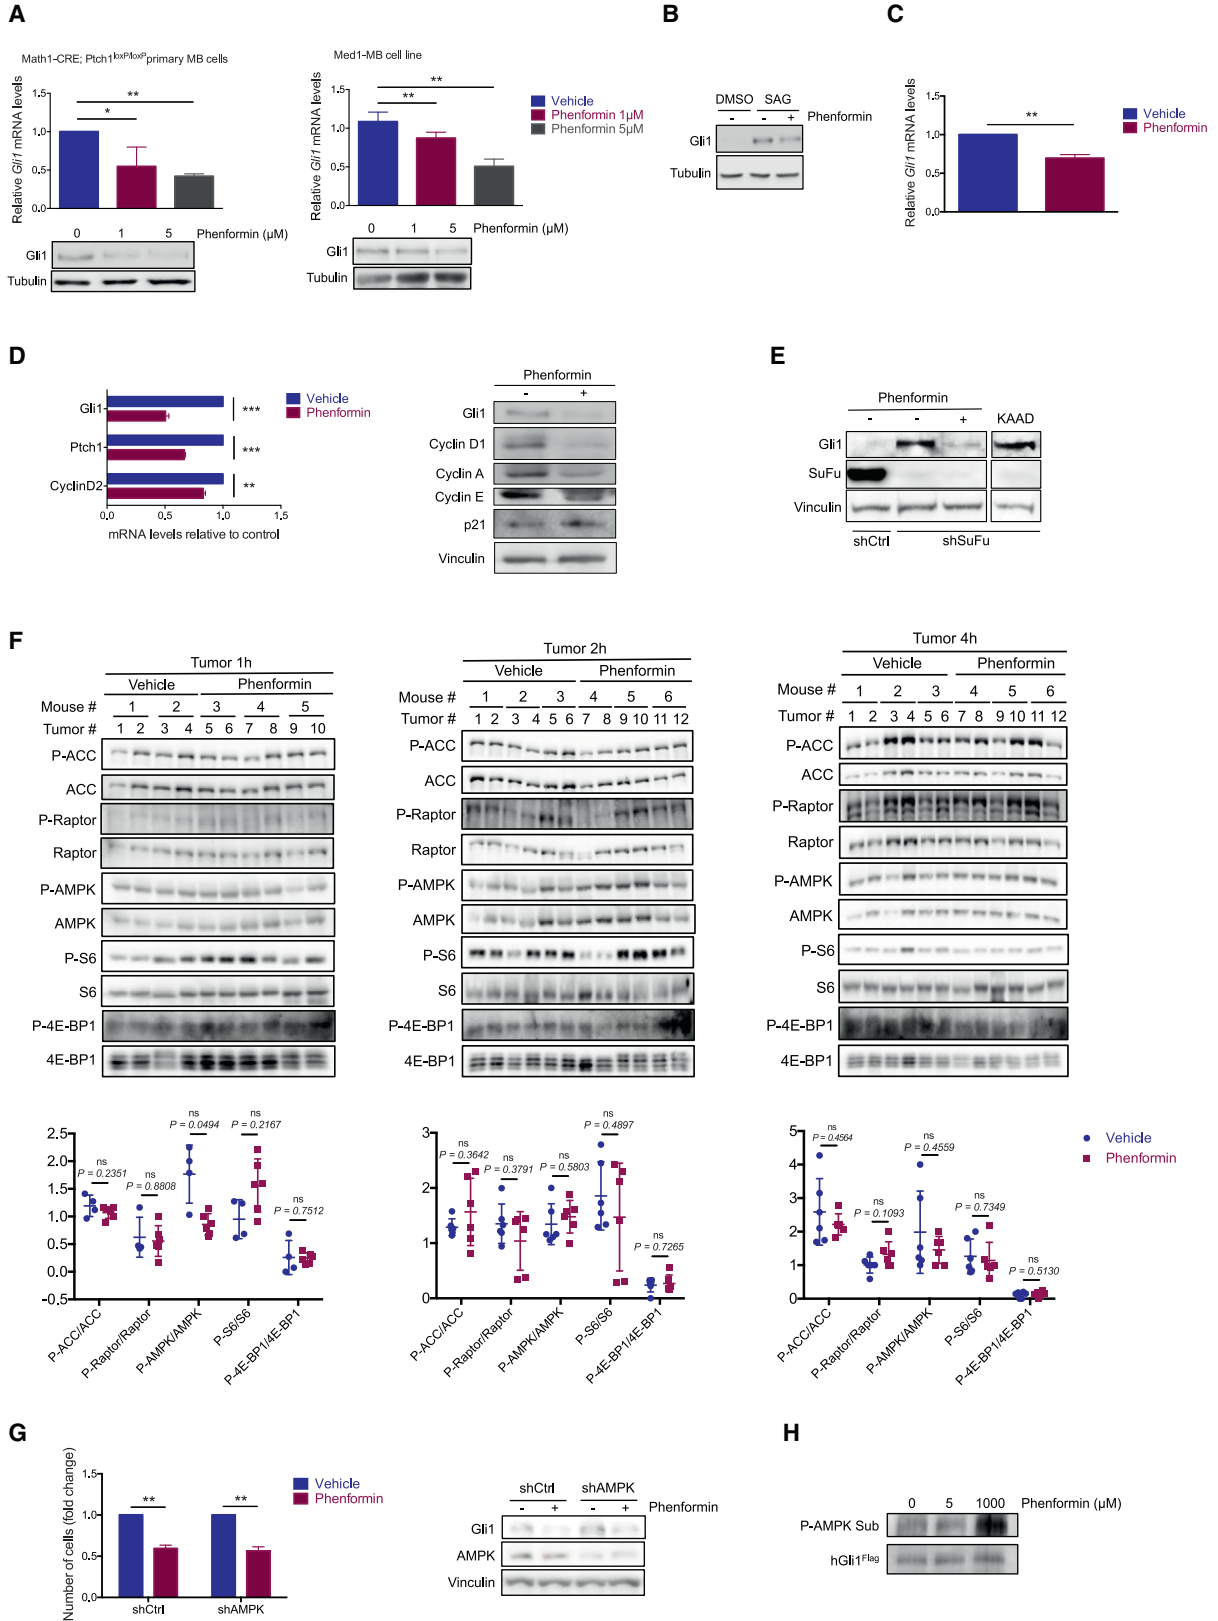 A
Math1-CRE; Ptch1loxP/loxP primary MB cells
Relative Gli1 mRNA levels
1.5
1.0
0.5
0.0
**
*
0 1 5 Phenformin (µM)
Gli1
Tubulin
Med1-MB cell line
Relative Gli1 mRNA levels
1.5
1.0
0.5
0.0
**
**
Vehicle
Phenformin 1µM
Phenformin 5µM
0 1 5 Phenformin (µM)
Gli1
Tubulin
B
DMSO SAG
- - + Phenformin
Gli1
Tubulin
C
Relative Gli1 mRNA levels
1.5
1.0
0.5
0.0
**
Vehicle
Phenformin
D
Gli1
Ptch1
CyclinD2
***
***
**
0.0 0.5 1.0 1.5
mRNA levels relative to control
Vehicle
Phenformin
Phenformin
- +
Gli1
Cyclin D1
Cyclin A
Cyclin E
p21
Vinculin
E
Phenformin
- - + KAAD
Gli1
SuFu
Vinculin
shCtrl shSuFu
F
Tumor 1h
Vehicle Phenformin
Mouse # 1 2 3 4 5
Tumor # 1 2 3 4 5 6 7 8 9 10
P-ACC
ACC
P-Raptor
Raptor
P-AMPK
AMPK
P-S6
S6
P-4E-BP1
4E-BP1
Tumor 2h
Vehicle Phenformin
Mouse # 1 2 3 4 5 6
Tumor # 1 2 3 4 5 6 7 8 9 10 11 12
P-ACC
ACC
P-Raptor
Raptor
P-AMPK
AMPK
P-S6
S6
P-4E-BP1
4E-BP1
Tumor 4h
Vehicle Phenformin
Mouse # 1 2 3 4 5 6
Tumor # 1 2 3 4 5 6 7 8 9 10 11 12
P-ACC
ACC
P-Raptor
Raptor
P-AMPK
AMPK
P-S6
S6
P-4E-BP1
4E-BP1
2.5
2.0
1.5
1.0
0.5
0.0
-0.5
ns
P = 0.2351
ns
P = 0.8808
ns
P = 0.0494
ns
P = 0.2167
ns
P = 0.7512
P-ACC/ACC
P-Raptor/Raptor
P-AMPK/AMPK
P-S6/S6
P-4E-BP1/4E-BP1
3
2
1
0
ns
P = 0.3642
ns
P = 0.3791
ns
P = 0.5803
ns
P = 0.4897
ns
P = 0.7265
P-ACC/ACC
P-Raptor/Raptor
P-AMPK/AMPK
P-S6/S6
P-4E-BP1/4E-BP1
5
4
3
2
1
0
ns
P = 0.4564
ns
P = 0.1093
ns
P = 0.4559
ns
P = 0.7349
ns
P = 0.5130
P-ACC/ACC
P-Raptor/Raptor
P-AMPK/AMPK
P-S6/S6
P-4E-BP1/4E-BP1
Vehicle
Phenformin
G
Number of cells (fold change)
1.5
1.0
0.5
0.0
**
**
shCtrl shAMPK
Vehicle
Phenformin
shCtrl shAMPK
- + - + Phenformin
Gli1
AMPK
Vinculin
H
0 5 1000 Phenformin (µM)
P-AMPK Sub
hGli1Flag